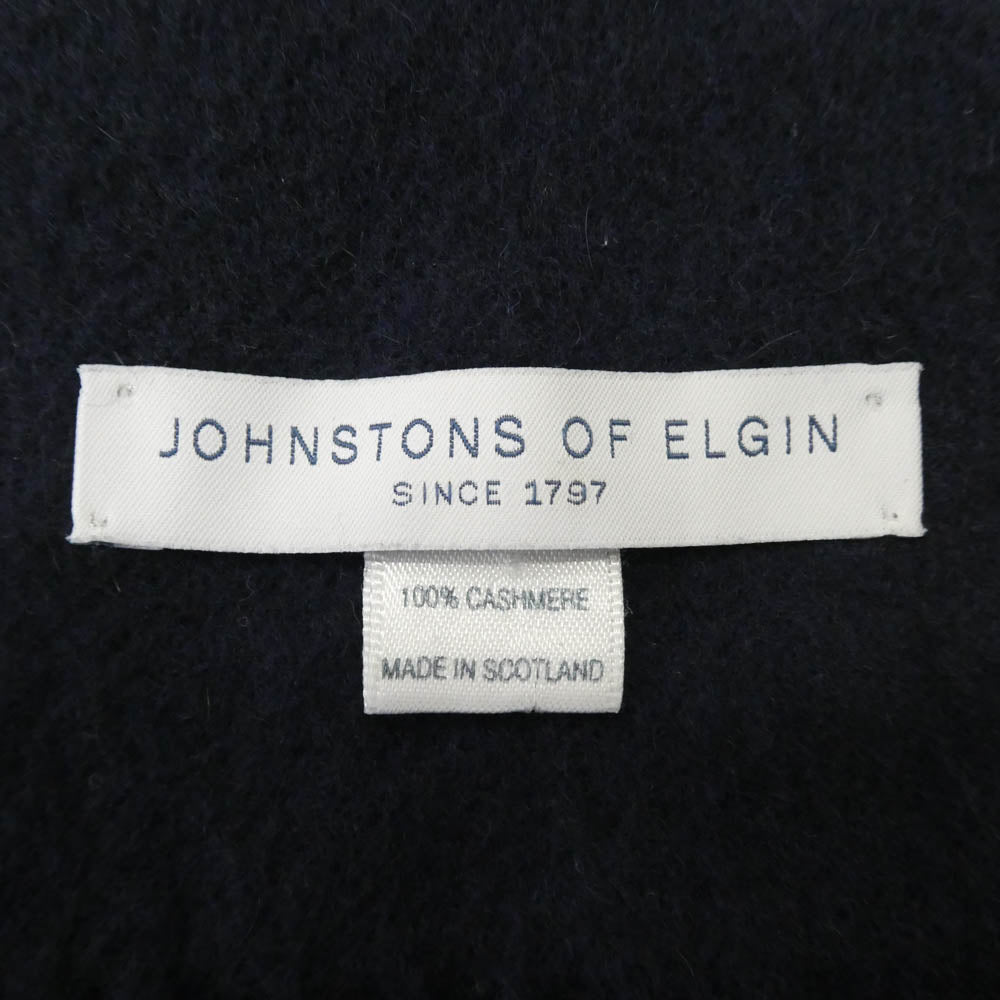 JOHNSTONS OF ELGIN
SINCE 1797
100% CASHMERE
MADE IN SCOTLAND